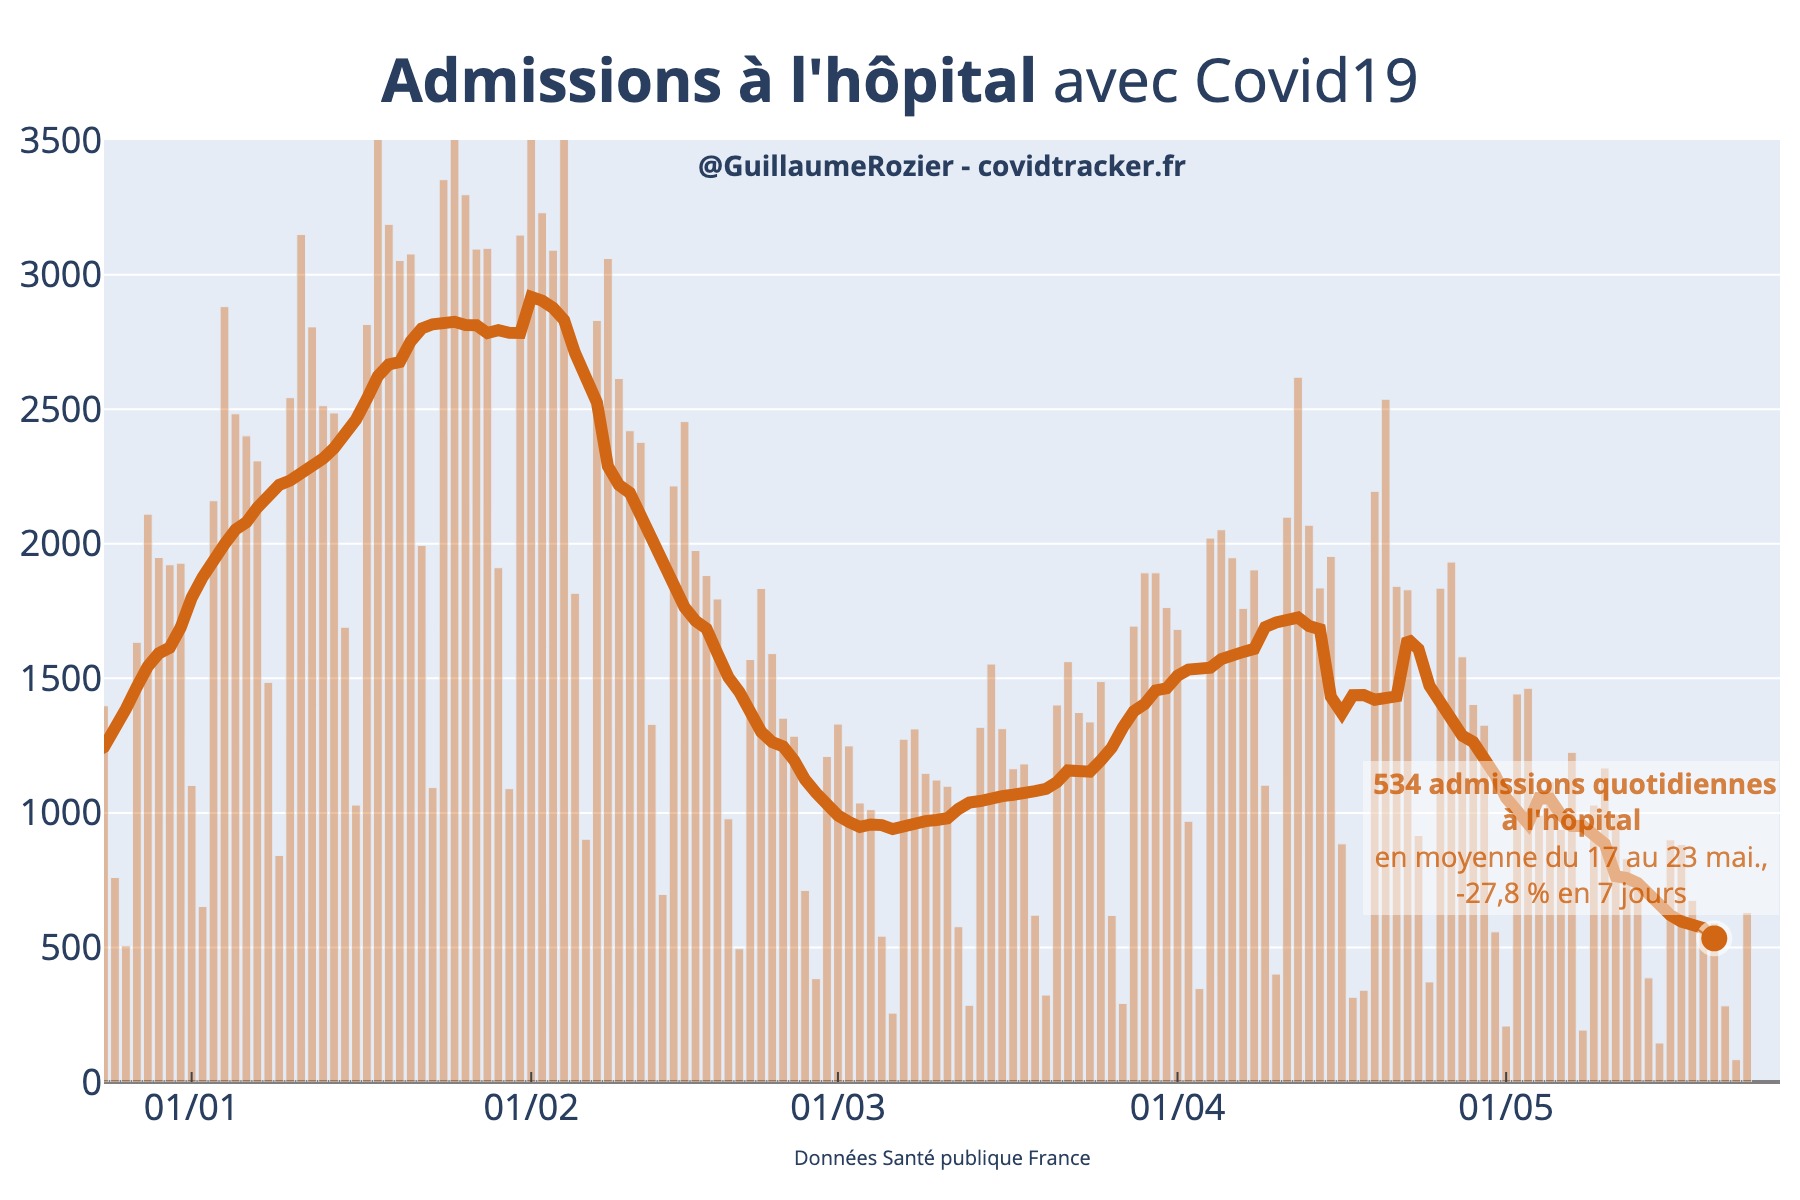 Admissions à l'hôpital avec Covid19
@GuillaumeRozier - covidtracker.fr
3500
3000
2500
2000
1500
1000
500
0
534 admissions quotidiennes
à l'hôpital
en moyenne du 17 au 23 mai.,
-27,8 % en 7 jours
01/01
01/02
01/03
01/04
01/05
Données Santé publique France